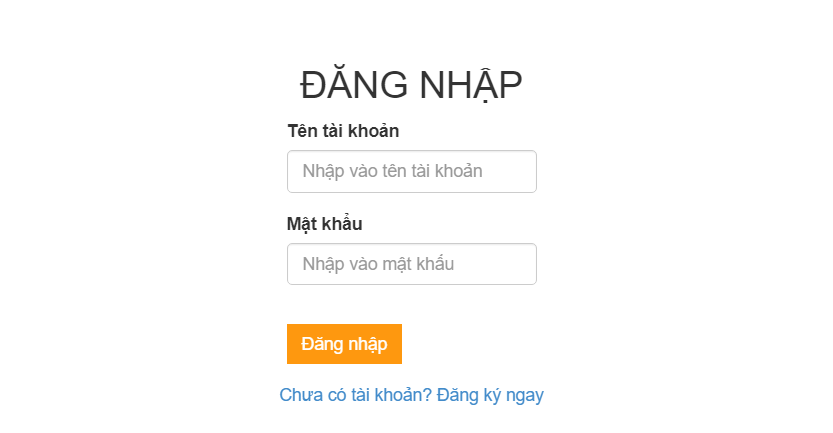 ĐĂNG NHẬP
Tên tài khoản
Nhập vào tên tài khoản
Mật khẩu
Nhập vào mật khẩu
Đăng nhập
Chưa có tài khoản? Đăng ký ngay